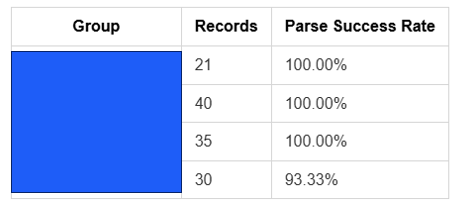 Group Records Parse Success Rate
21 100.00%
40 100.00%
35 100.00%
30 93.33%